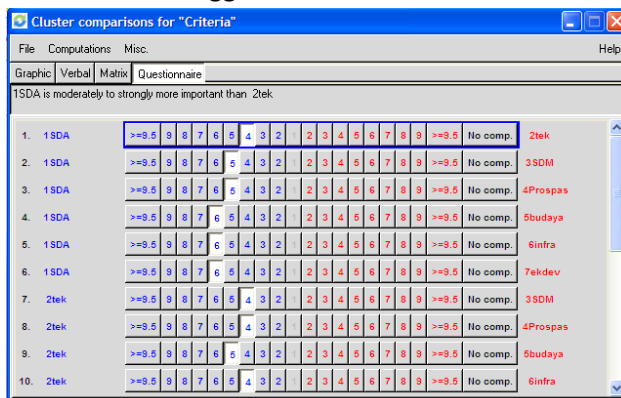 Cluster comparisons for "Criteria"
File Computations Misc. Help
Graphic Verbal Matrix Questionnaire
1SDA is moderately to strongly more important than 2tek
1. 1SDA >=9.5 9 8 7 6 5 4 3 2 1 2 3 4 5 6 7 8 9 >=9.5 No comp. 2tek
2. 1SDA >=9.5 9 8 7 6 5 4 3 2 1 2 3 4 5 6 7 8 9 >=9.5 No comp. 3SDM
3. 1SDA >=9.5 9 8 7 6 5 4 3 2 1 2 3 4 5 6 7 8 9 >=9.5 No comp. 4Prospas
4. 1SDA >=9.5 9 8 7 6 5 4 3 2 1 2 3 4 5 6 7 8 9 >=9.5 No comp. 5budaya
5. 1SDA >=9.5 9 8 7 6 5 4 3 2 1 2 3 4 5 6 7 8 9 >=9.5 No comp. 6infra
6. 1SDA >=9.5 9 8 7 6 5 4 3 2 1 2 3 4 5 6 7 8 9 >=9.5 No comp. 7ekdev
7. 2tek >=9.5 9 8 7 6 5 4 3 2 1 2 3 4 5 6 7 8 9 >=9.5 No comp. 3SDM
8. 2tek >=9.5 9 8 7 6 5 4 3 2 1 2 3 4 5 6 7 8 9 >=9.5 No comp. 4Prospas
9. 2tek >=9.5 9 8 7 6 5 4 3 2 1 2 3 4 5 6 7 8 9 >=9.5 No comp. 5budaya
10. 2tek >=9.5 9 8 7 6 5 4 3 2 1 2 3 4 5 6 7 8 9 >=9.5 No comp. 6infra